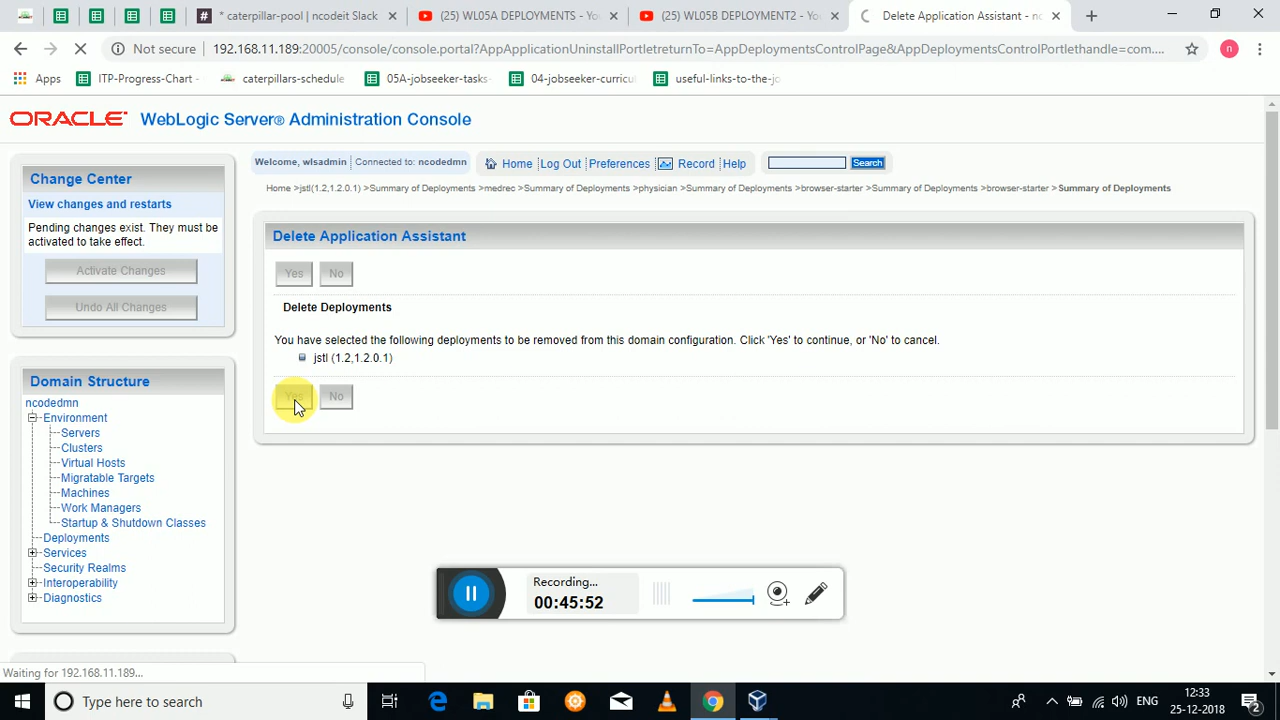 * caterpillar-pool | ncodeit Slack
(25) WL05A DEPLOYMENTS - You
(25) WL05B DEPLOYMENT2 - You
Delete Application Assistant - nc
Not secure
192.168.11.189:20005/console/console.portal?AppApplicationUninstallPortletreturnTo=AppDeploymentsControlPage&AppDeploymentsControlPortlethandle=com....
n
Apps
ITP-Progress-Chart -
caterpillars-schedule
05A-jobseeker-tasks-
04-jobseeker-curricu
useful-links-to-the-jo
ORACLE WebLogic Server® Administration Console
Change Center
View changes and restarts
Pending changes exist. They must be
activated to take effect.
Activate Changes
Undo All Changes
Domain Structure
ncodedmn
Environment
Servers
Clusters
Virtual Hosts
Migratable Targets
Machines
Work Managers
Startup & Shutdown Classes
Deployments
Services
Security Realms
Interoperability
Diagnostics
Welcome, wlsadmin
Connected to: ncodedmn
Home
Log Out
Preferences
Record
Help
Search
Home >jstl(1.2,1.2.0.1) >Summary of Deployments >medrec >Summary of Deployments >physician >Summary of Deployments >browser-starter >Summary of Deployments >browser-starter >Summary of Deployments
Delete Application Assistant
Yes No
Delete Deployments
You have selected the following deployments to be removed from this domain configuration. Click 'Yes' to continue, or 'No' to cancel.
jstl (1.2,1.2.0.1)
Yes No
Recording...
00:45:52
Waiting for 192.168.11.189...
Type here to search
ENG
12:33
25-12-2018
2